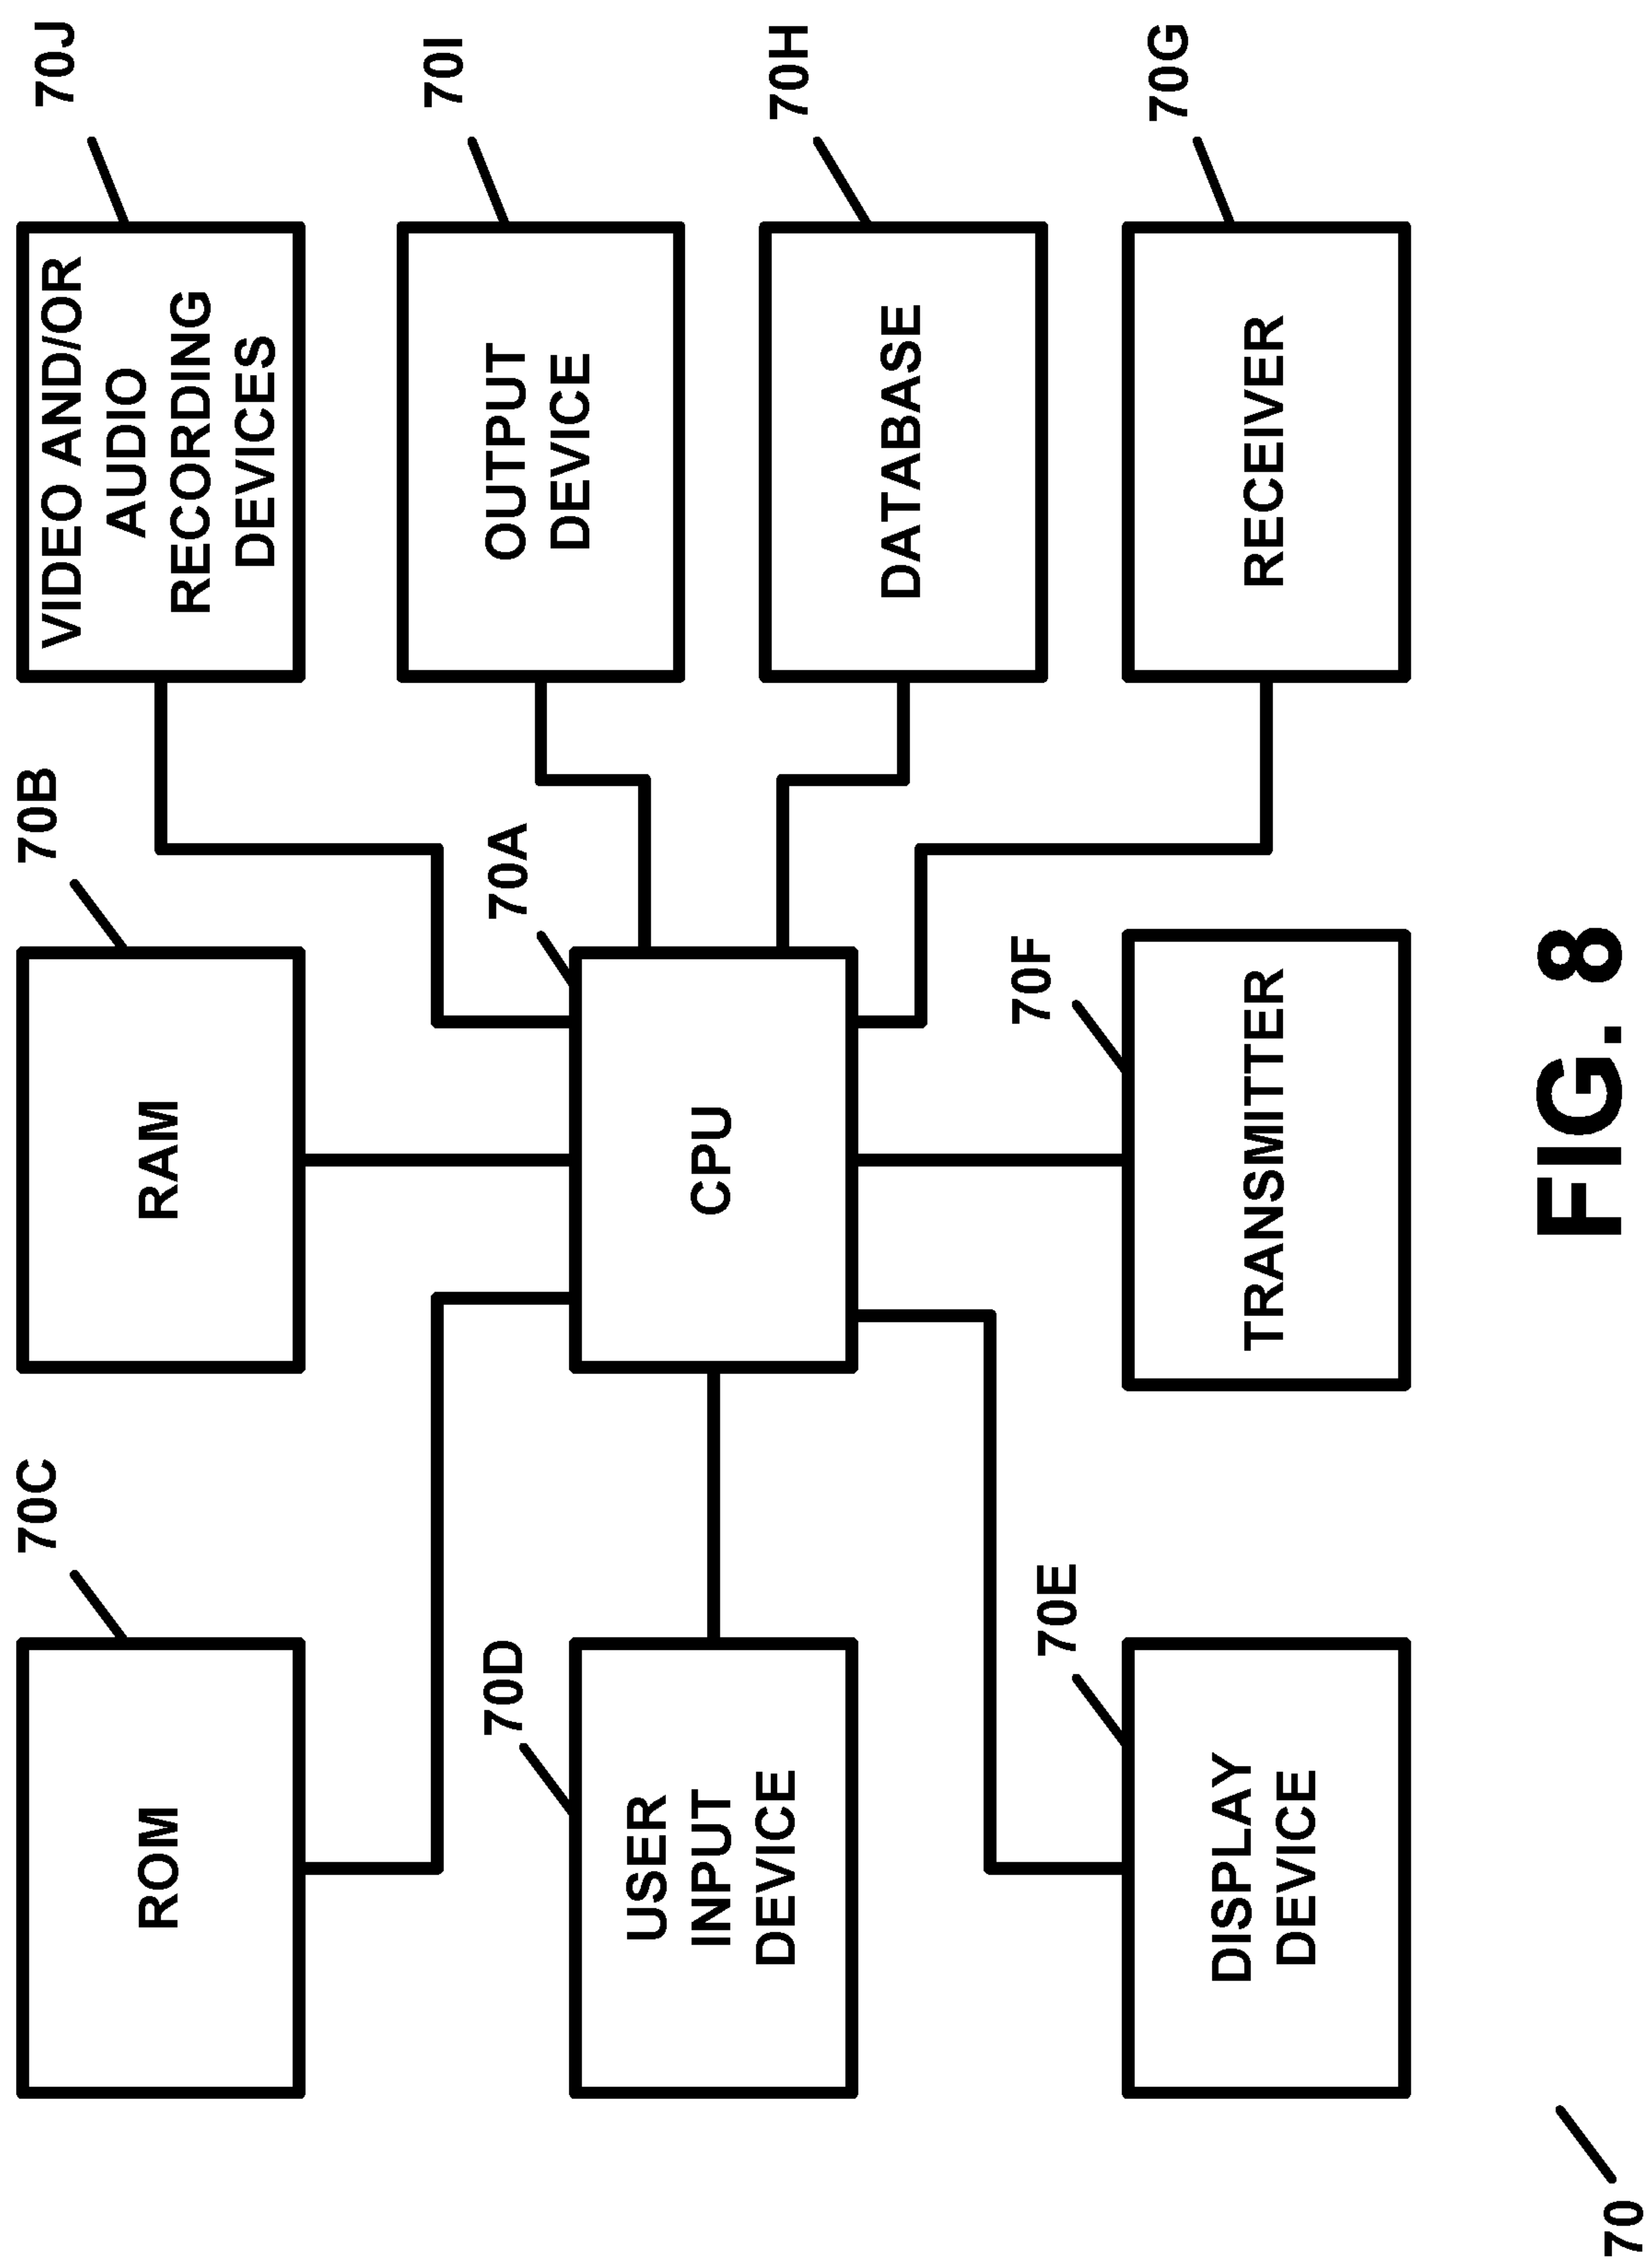 70C
70B
70J
ROM
RAM
VIDEO AND/OR
AUDIO
RECORDING
DEVICES
70I
OUTPUT
DEVICE
70D
USER
INPUT
DEVICE
70A
CPU
70H
DATABASE
70E
DISPLAY
DEVICE
70F
TRANSMITTER
70G
RECEIVER
70
FIG. 8